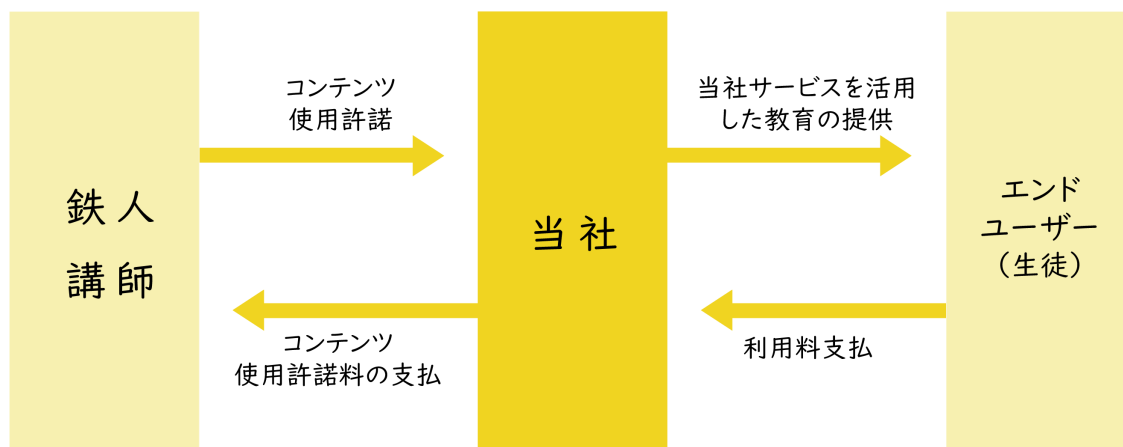 鉄人
講師
コンテンツ
使用許諾
コンテンツ
使用許諾料の支払
当社
当社サービスを活用
した教育の提供
利用料支払
エンド
ユーザー
（生徒）